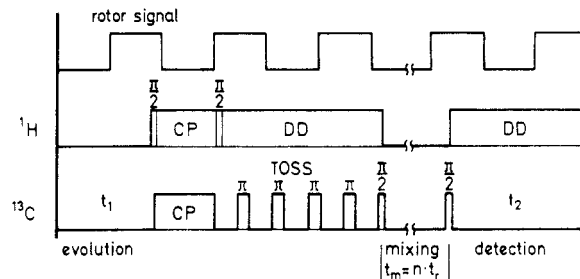 rotor signal
π/2 π/2
¹H CP DD DD
TOSS
π π π π π/2 π/2
¹³C t₁ CP t₂
evolution mixing detection
tₘ=n·tᵣ